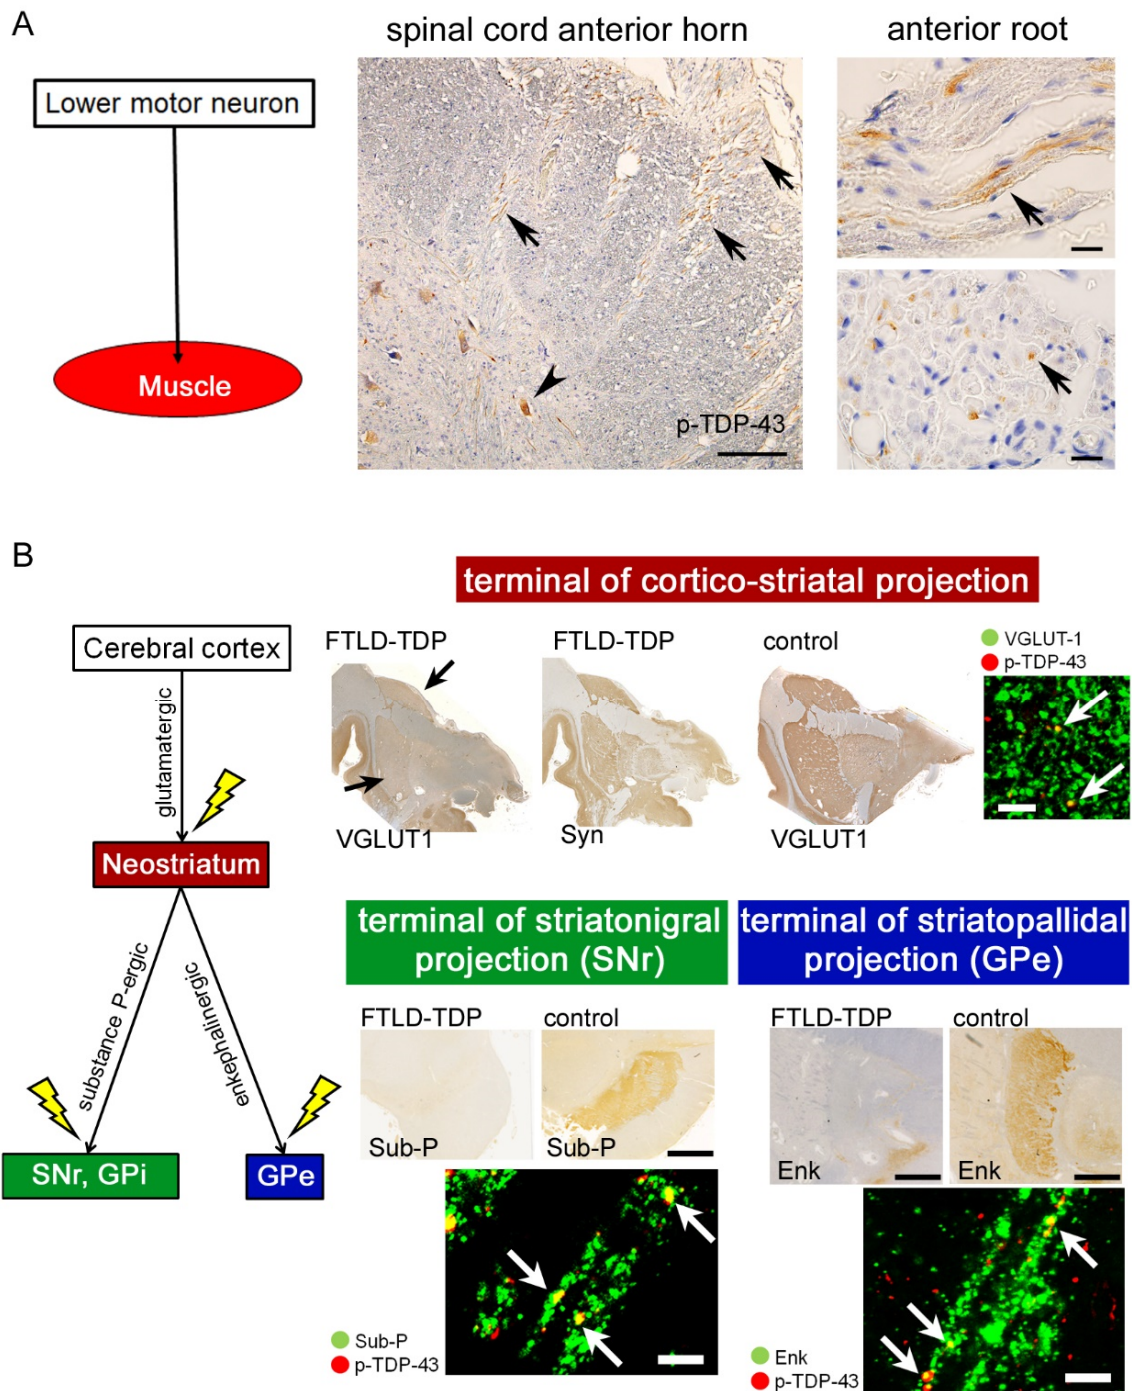 A
spinal cord anterior horn
anterior root
Lower motor neuron
Muscle
p-TDP-43
B
terminal of cortico-striatal projection
Cerebral cortex
glutamatergic
Neostriatum
substance P-ergic
enkephalinergic
SNr, GPi
GPe
FTLD-TDP
FTLD-TDP
control
VGLUT-1
p-TDP-43
VGLUT1
Syn
VGLUT1
terminal of striatonigral
projection (SNr)
terminal of striatopallidal
projection (GPe)
FTLD-TDP
control
FTLD-TDP
control
Sub-P
Sub-P
Enk
Enk
Sub-P
p-TDP-43
Enk
p-TDP-43